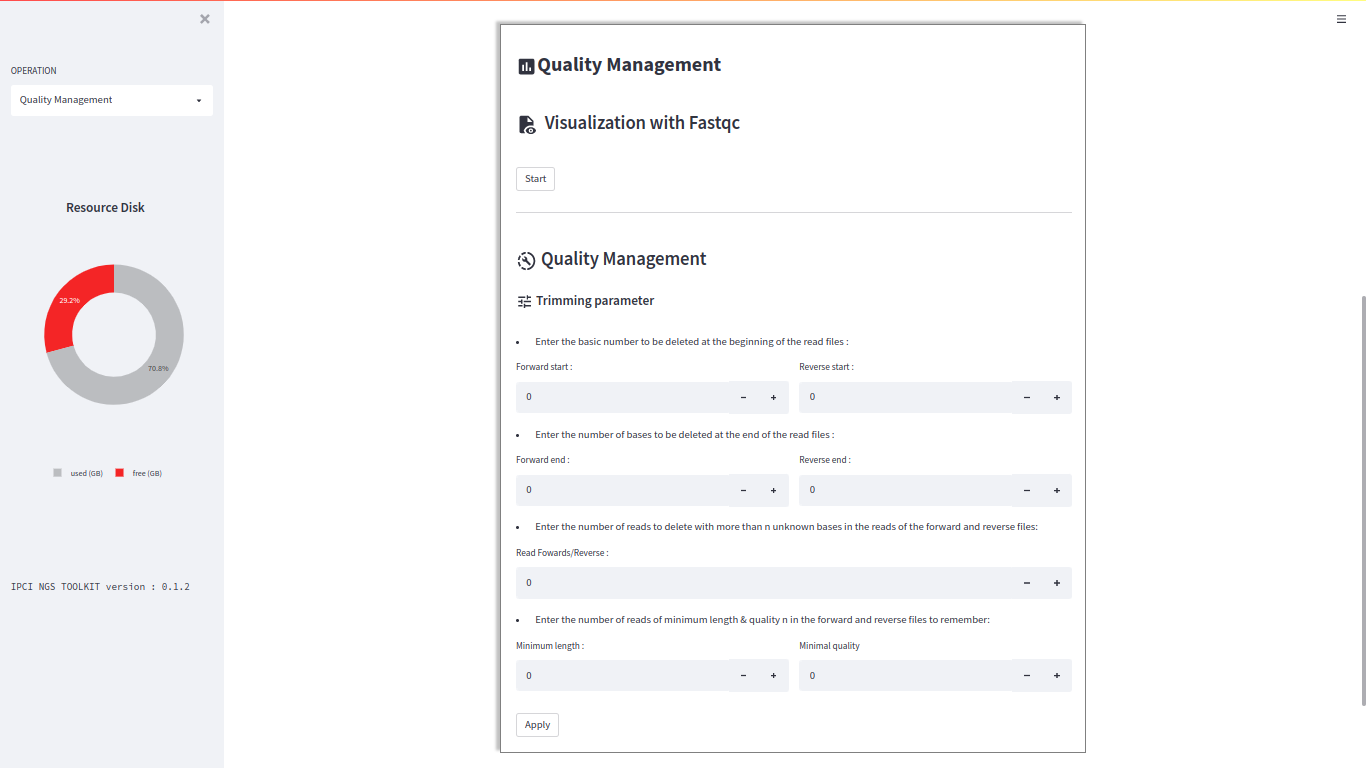 OPERATION
Quality Management
Resource Disk
29.2%
70.8%
used (GB)
free (GB)
IPCI NGS TOOLKIT version : 0.1.2
Quality Management
Visualization with Fastqc
Start
Quality Management
Trimming parameter
• Enter the basic number to be deleted at the beginning of the read files :
Forward start : Reverse start :
0 − + 0 − +
• Enter the number of bases to be deleted at the end of the read files :
Forward end : Reverse end :
0 − + 0 − +
• Enter the number of reads to delete with more than n unknown bases in the reads of the forward and reverse files:
Read Fowards/Reverse :
0 − +
• Enter the number of reads of minimum length & quality n in the forward and reverse files to remember:
Minimum length : Minimal quality
0 − + 0 − +
Apply